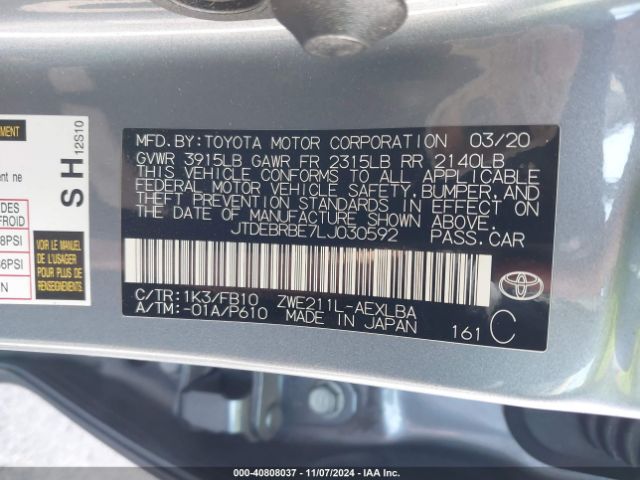 MFD. BY: TOYOTA MOTOR CORPORATION 03/20
GVWR 3915LB GAWR FR 2315LB RR 2140LB
THIS VEHICLE CONFORMS TO ALL APPLICABLE
FEDERAL MOTOR VEHICLE SAFETY, BUMPER, AND
THEFT PREVENTION STANDARDS IN EFFECT ON
THE DATE OF MANUFACTURE SHOWN ABOVE.
JTDEBRBE7LJ030592 PASS. CAR
C/TR: 1K3/FB10 ZWE211L-AEXLBA
A/TM: -01A/P610 MADE IN JAPAN
161 C
SH 12S10
ent ne
DES
FROID
8PSI
6PSI
N
VOIR LE MANUEL
DE L'USAGER
POUR PLUS DE
DÉTAILS
000-40808037 - 11/07/2024 - IAA Inc.